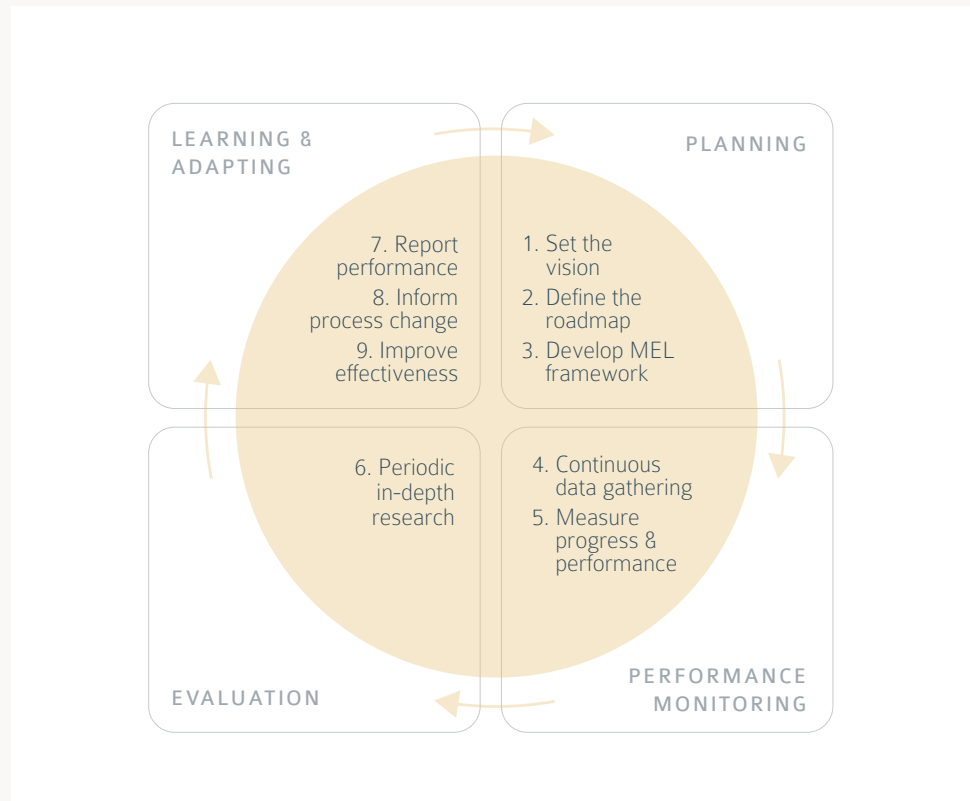 LEARNING &
ADAPTING
7. Report
performance
8. Inform
process change
9. Improve
effectiveness
PLANNING
1. Set the
vision
2. Define the
roadmap
3. Develop MEL
framework
4. Continuous
data gathering
5. Measure
progress &
performance
PERFORMANCE
MONITORING
6. Periodic
in-depth
research
EVALUATION